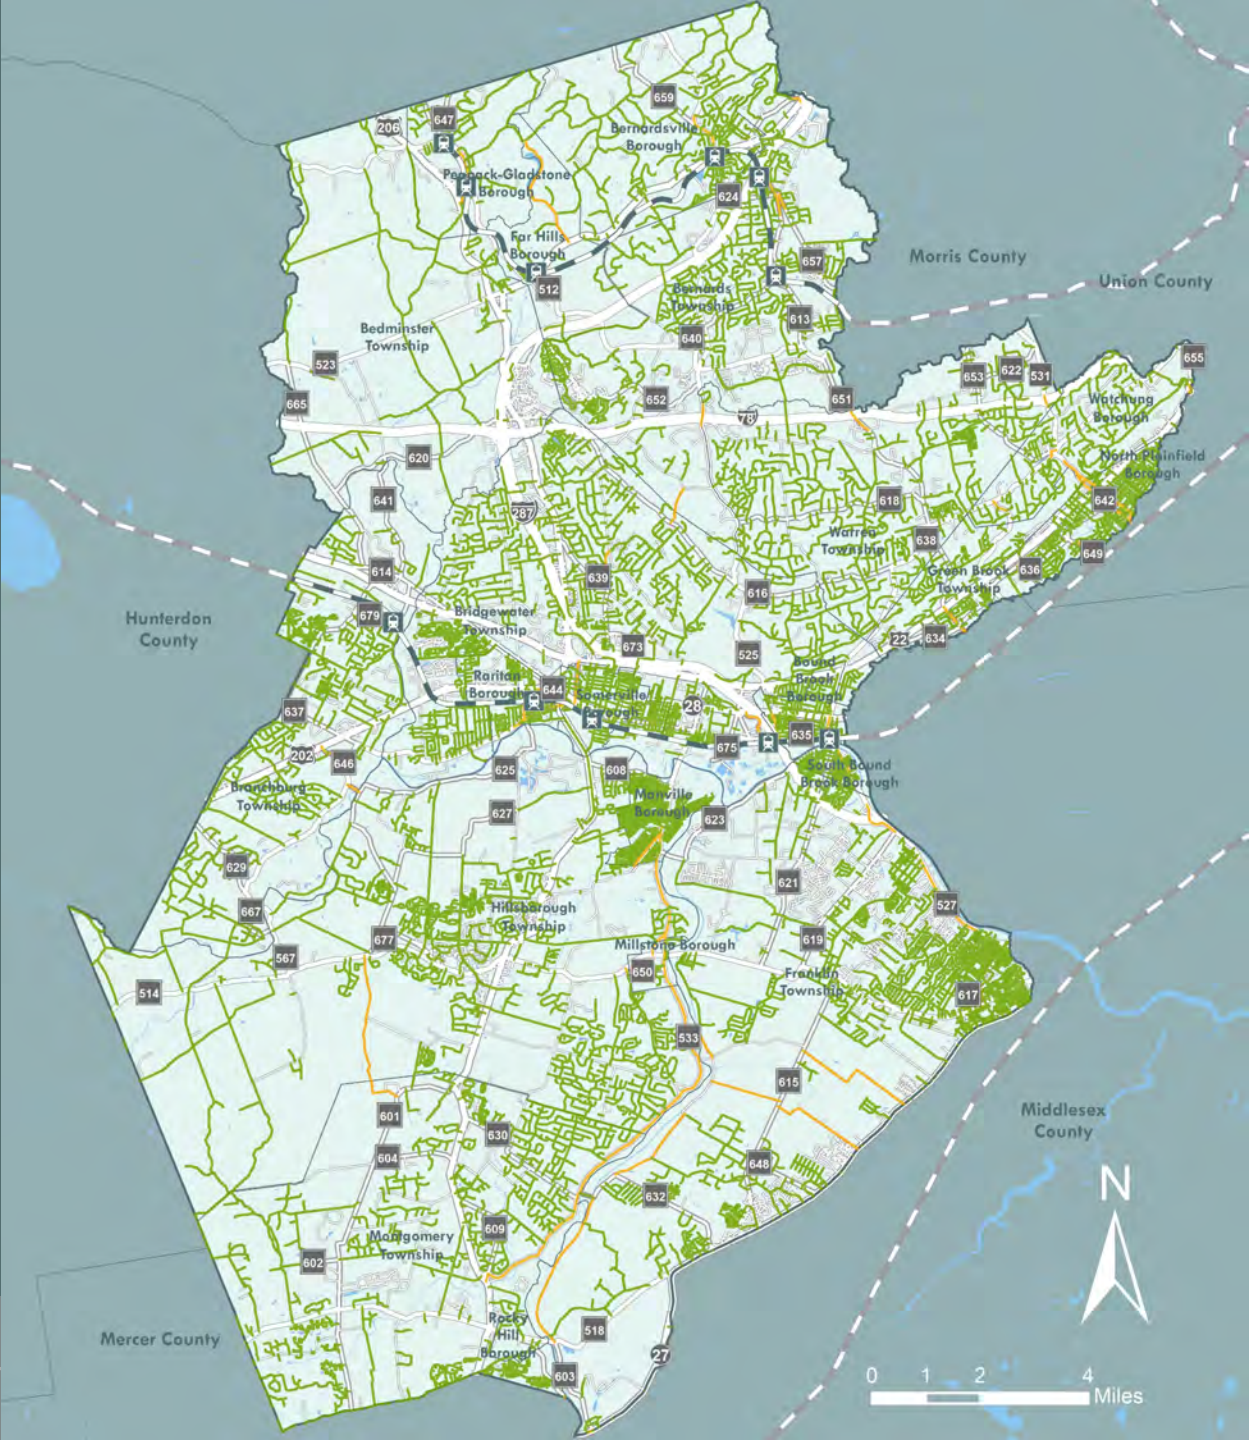 659
647
206
Bernardsville
Borough
Peapack-Gladstone
Borough
624
Far Hills
Borough
657
Morris County
512
Union County
Bernards
Township
613
Bedminster
Township
640
523
655
653
622
531
665
652
651
Watchung
Borough
78
620
North Plainfield
Borough
641
618
642
287
Warren
Township
638
649
614
639
636
Green Brook
Township
616
Hunterdon
County
679
Bridgewater
Township
22
634
673
525
Bound
Brook
Borough
Raritan
Borough
644
Somerville
Borough
28
637
635
675
202
646
625
608
South Bound
Brook Borough
Branchburg
Township
Manville
Borough
627
623
629
621
667
527
Hillsborough
Township
677
619
Millstone Borough
567
650
Franklin
Township
514
617
533
615
601
Middlesex
County
630
604
648
N
632
609
Montgomery
Township
602
Mercer County
Rocky
Hill
Borough
518
27
603
0 1 2 4
Miles